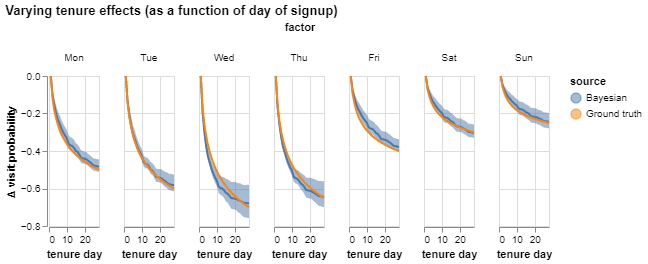 Varying tenure effects (as a function of day of signup)
factor
Mon Tue Wed Thu Fri Sat Sun
0.0
−0.2
−0.4
−0.6
−0.8
Δ visit probability
0 10 20 0 10 20 0 10 20 0 10 20 0 10 20 0 10 20 0 10 20
tenure day tenure day tenure day tenure day tenure day tenure day tenure day
source
Bayesian
Ground truth